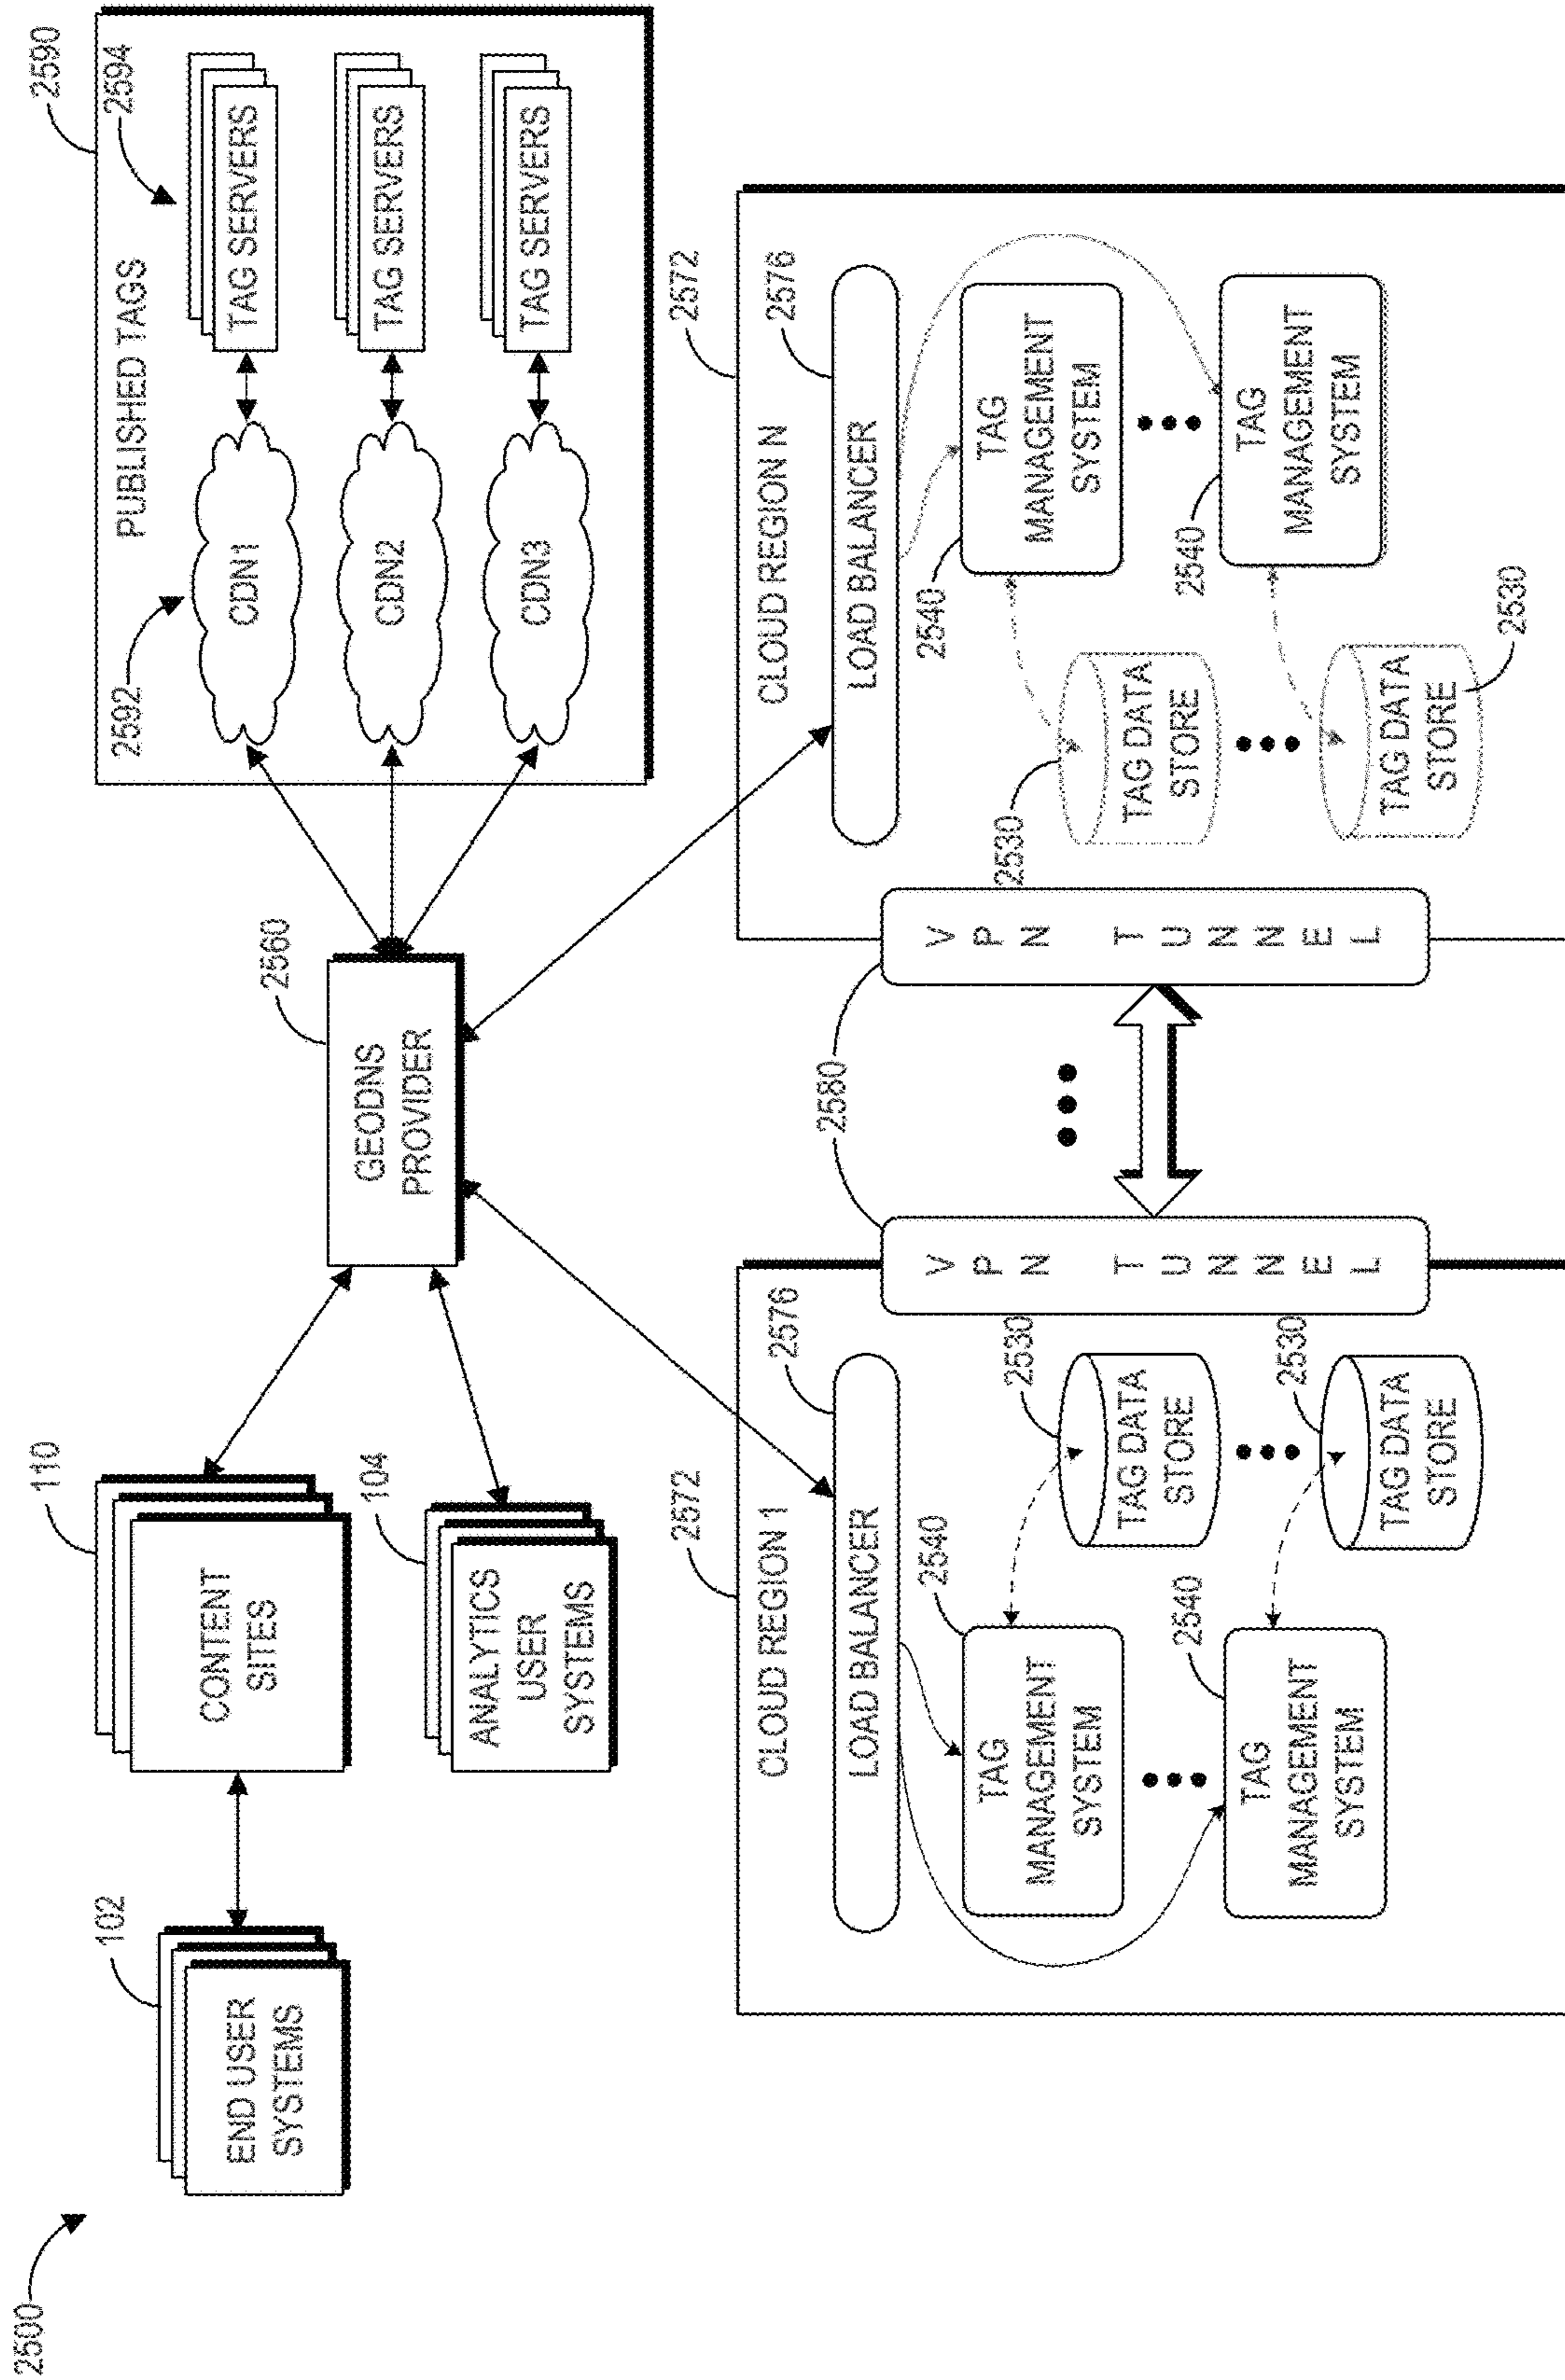 2500
102
END USER
SYSTEMS
110
CONTENT
SITES
104
ANALYTICS
USER
SYSTEMS
2560
GEODNS
PROVIDER
2590
PUBLISHED TAGS
2592
2594
CDN1
TAG SERVERS
CDN2
TAG SERVERS
CDN3
TAG SERVERS
2572
CLOUD REGION 1
2576
LOAD BALANCER
2540
TAG
MANAGEMENT
SYSTEM
2530
TAG DATA
STORE
2540
TAG
MANAGEMENT
SYSTEM
2530
TAG DATA
STORE
2580
VPN TUNNEL
VPN TUNNEL
2572
CLOUD REGION N
2576
LOAD BALANCER
2530
TAG DATA
STORE
2540
TAG
MANAGEMENT
SYSTEM
2530
TAG DATA
STORE
2540
TAG
MANAGEMENT
SYSTEM